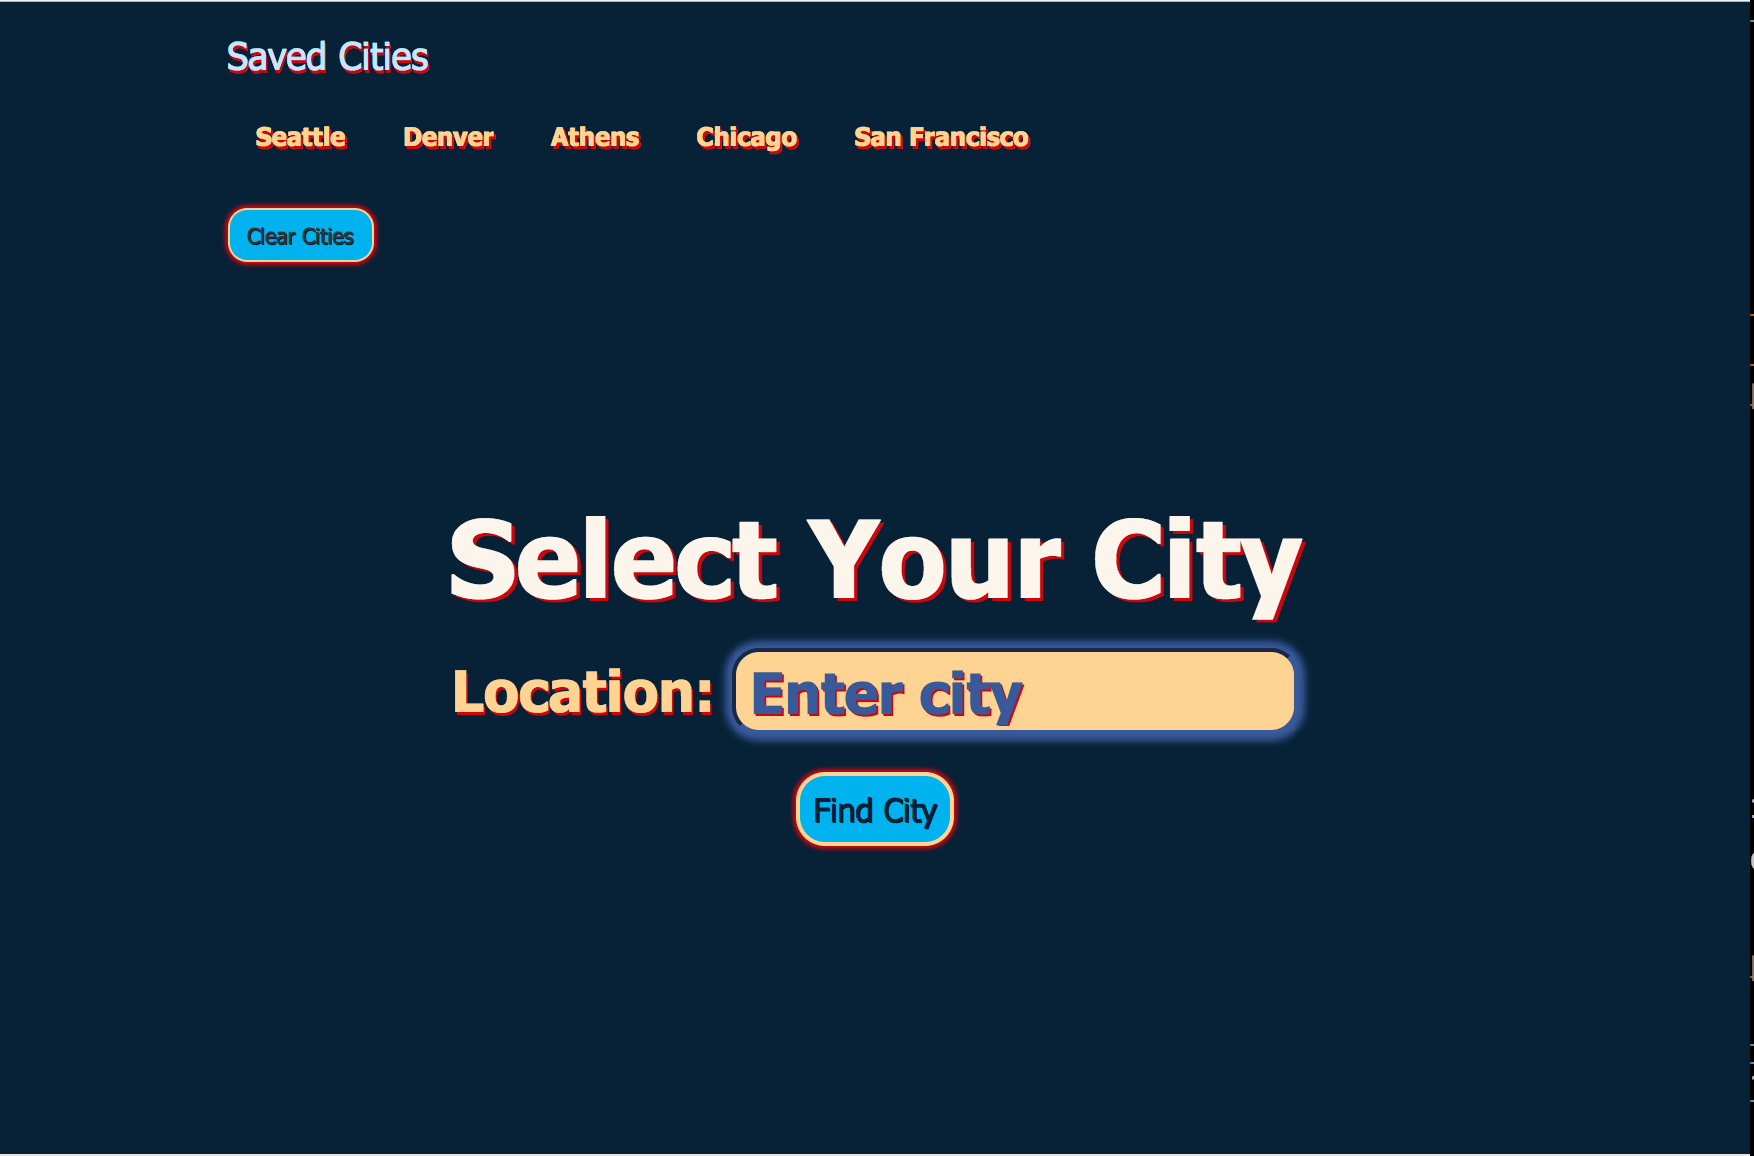 Saved Cities
Seattle Denver Athens Chicago San Francisco
Clear Cities
Select Your City
Location: Enter city
Find City